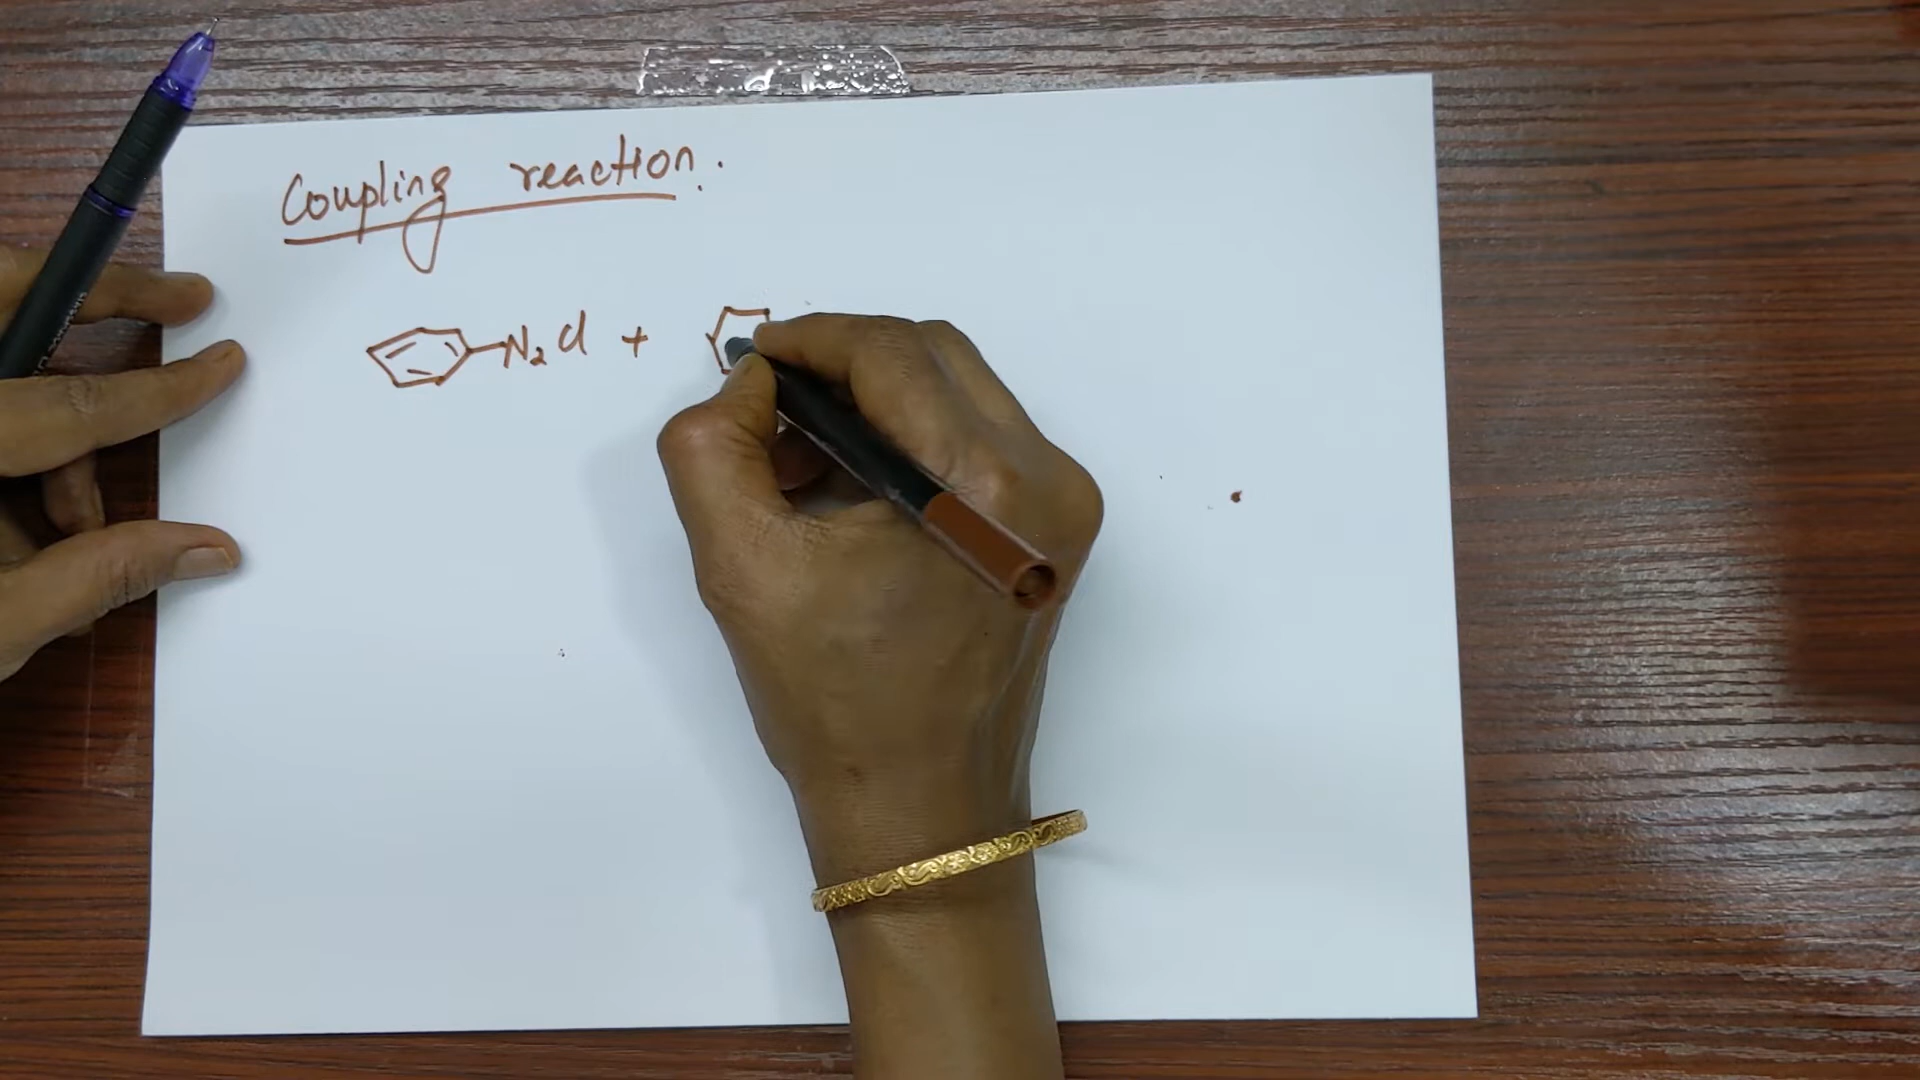 Coupling reaction.
N₂Cl +